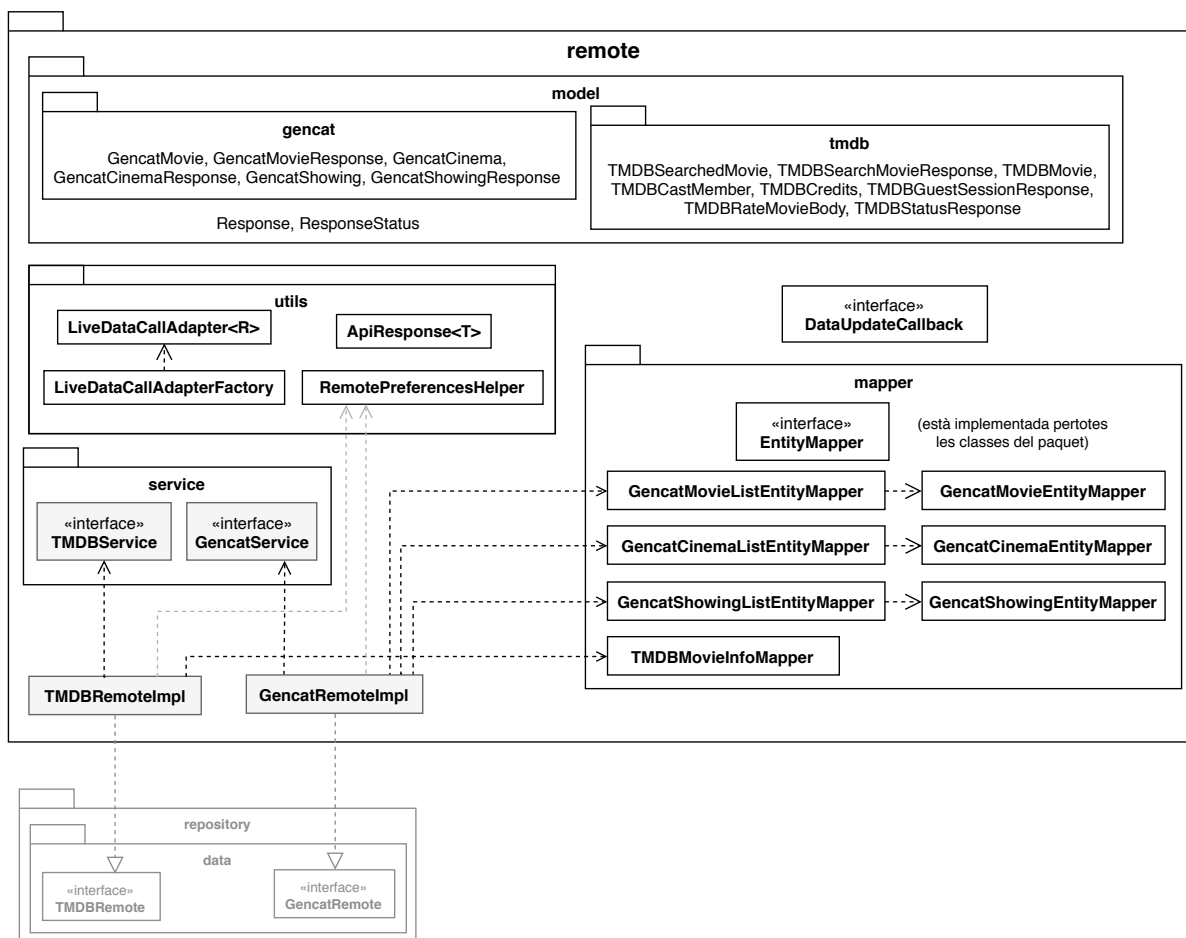 remote
model
gencat
GencatMovie, GencatMovieResponse, GencatCinema,
GencatCinemaResponse, GencatShowing, GencatShowingResponse
tmdb
TMDBSearchedMovie, TMDBSearchMovieResponse, TMDBMovie,
TMDBCastMember, TMDBCredits, TMDBGuestSessionResponse,
TMDBRateMovieBody, TMDBStatusResponse
Response, ResponseStatus
utils
LiveDataCallAdapter<R>
ApiResponse<T>
LiveDataCallAdapterFactory
RemotePreferencesHelper
«interface»
DataUpdateCallback
mapper
«interface»
EntityMapper
(està implementada pertotes
les classes del paquet)
GencatMovieListEntityMapper
GencatMovieEntityMapper
GencatCinemaListEntityMapper
GencatCinemaEntityMapper
GencatShowingListEntityMapper
GencatShowingEntityMapper
TMDBMovieInfoMapper
service
«interface»
TMDBService
«interface»
GencatService
TMDBRemoteImpl
GencatRemoteImpl
repository
data
«interface»
TMDBRemote
«interface»
GencatRemote